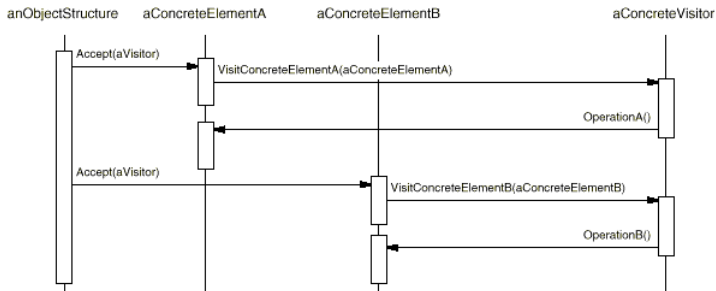 anObjectStructure aConcreteElementA aConcreteElementB aConcreteVisitor
Accept(aVisitor)
VisitConcreteElementA(aConcreteElementA)
OperationA()
Accept(aVisitor)
VisitConcreteElementB(aConcreteElementB)
OperationB()